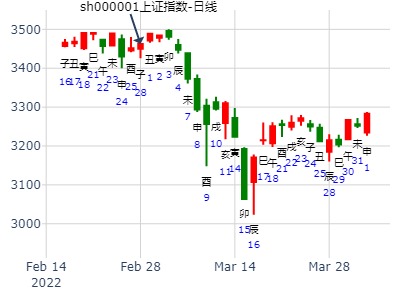 sh000001上证指数-日线
3500
3400
3300
3200
3100
3000
子
16
丑
17
寅
18
巳
21
午
22
未
23
申
24
酉
25
子
28
丑
1
寅
2
卯
3
辰
4
未
7
申
8
酉
9
戌
10
亥
11
寅
14
卯
15
辰
16
巳
17
午
18
酉
21
戌
22
亥
23
子
24
丑
25
辰
28
巳
29
午
30
未
31
申
1
Feb 14
2022
Feb 28
Mar 14
Mar 28